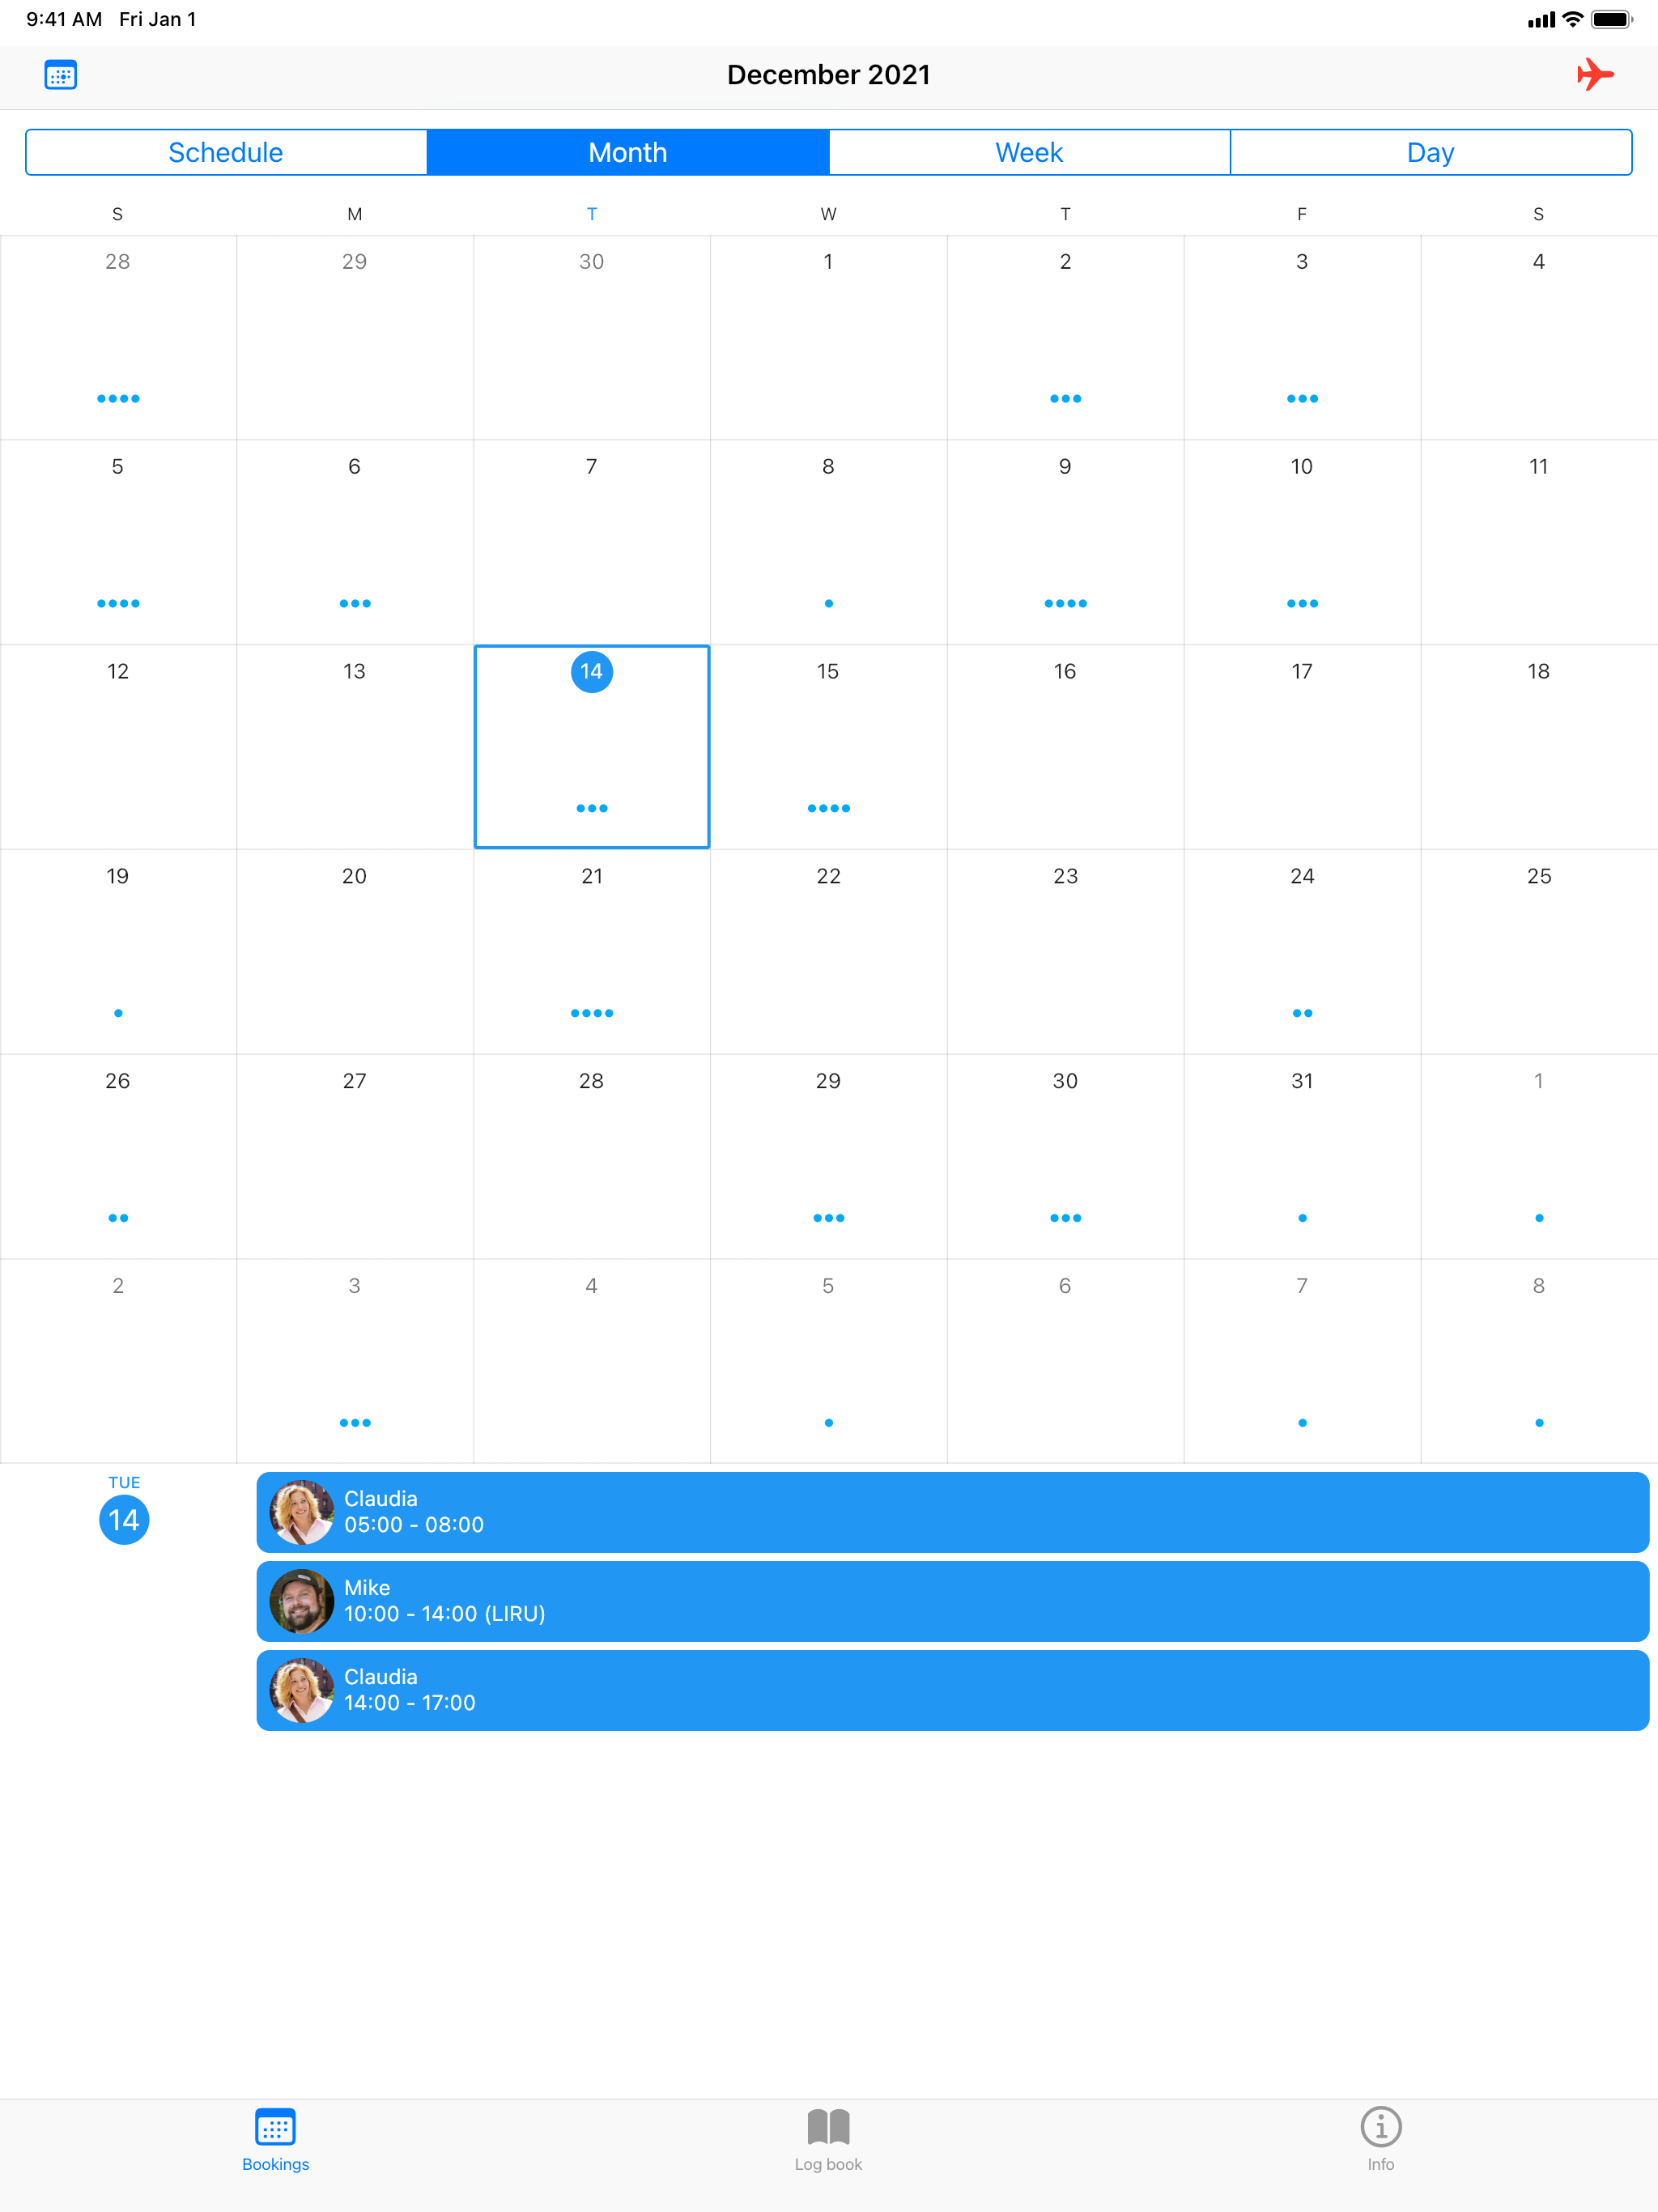 9:41 AM Fri Jan 1
December 2021
Schedule Month Week Day
S M T W T F S
28 29 30 1 2 3 4
5 6 7 8 9 10 11
12 13 14 15 16 17 18
19 20 21 22 23 24 25
26 27 28 29 30 31 1
2 3 4 5 6 7 8
TUE
14
Claudia
05:00 - 08:00
Mike
10:00 - 14:00 (LIRU)
Claudia
14:00 - 17:00
Bookings Log book Info